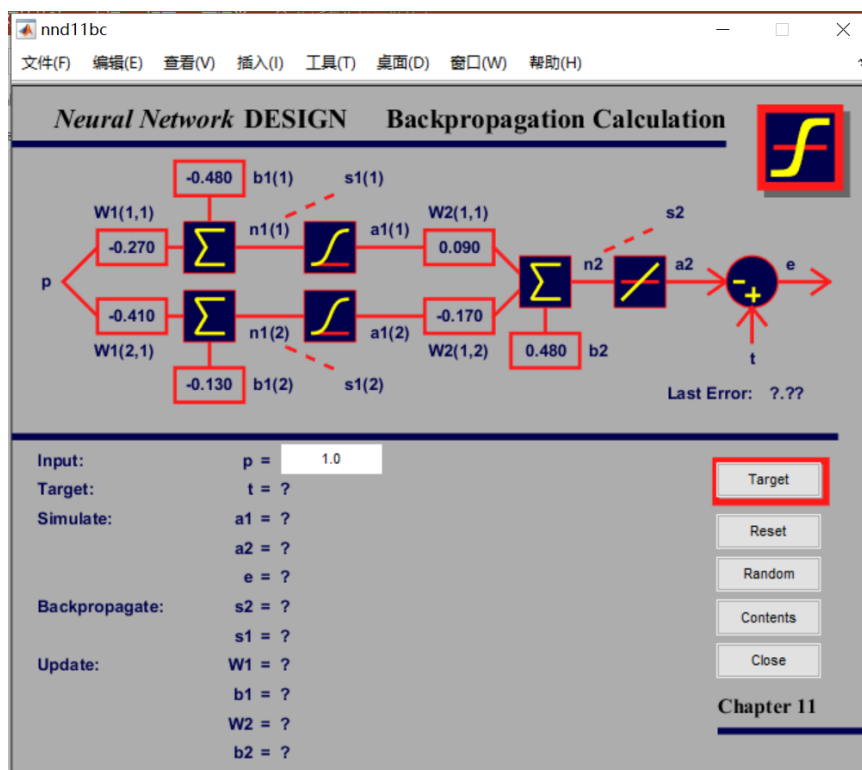 nnd11bc
文件(F) 编辑(E) 查看(V) 插入(I) 工具(T) 桌面(D) 窗口(W) 帮助(H)
Neural Network DESIGN Backpropagation Calculation
-0.480 b1(1) s1(1)
W1(1,1) W2(1,1) s2
n1(1) a1(1)
-0.270 0.090
n2 a2 e
p
-0.410 -0.170
n1(2) a1(2)
W1(2,1) W2(1,2) 0.480 b2
t
-0.130 b1(2) s1(2)
Last Error: ?.??
Input: p = 1.0
Target: t = ?
Simulate: a1 = ?
a2 = ?
e = ?
Backpropagate: s2 = ?
s1 = ?
Update: W1 = ?
b1 = ?
W2 = ?
b2 = ?
Target
Reset
Random
Contents
Close
Chapter 11